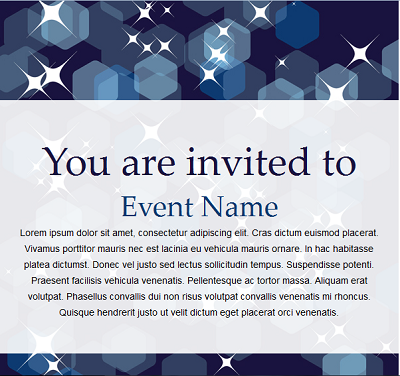 You are invited to
Event Name
Lorem ipsum dolor sit amet, consectetur adipiscing elit. Cras dictum euismod placerat.
Vivamus porttitor mauris nec est lacinia eu vehicula mauris ornare. In hac habitasse
platea dictumst. Donec vel justo sed lectus sollicitudin tempus. Suspendisse potenti.
Praesent facilisis vehicula venenatis. Pellentesque ac tortor massa. Aliquam erat
volutpat. Phasellus convallis dui non risus volutpat convallis venenatis mi rhoncus.
Quisque hendrerit justo ut velit dictum eget placerat orci venenatis.